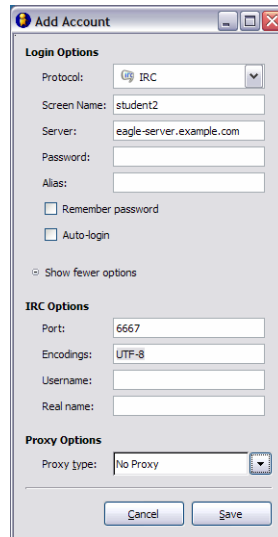 Add Account
Login Options
Protocol: IRC
Screen Name: student2
Server: eagle-server.example.com
Password:
Alias:
Remember password
Auto-login
Show fewer options
IRC Options
Port: 6667
Encodings: UTF-8
Username:
Real name:
Proxy Options
Proxy type: No Proxy
Cancel Save